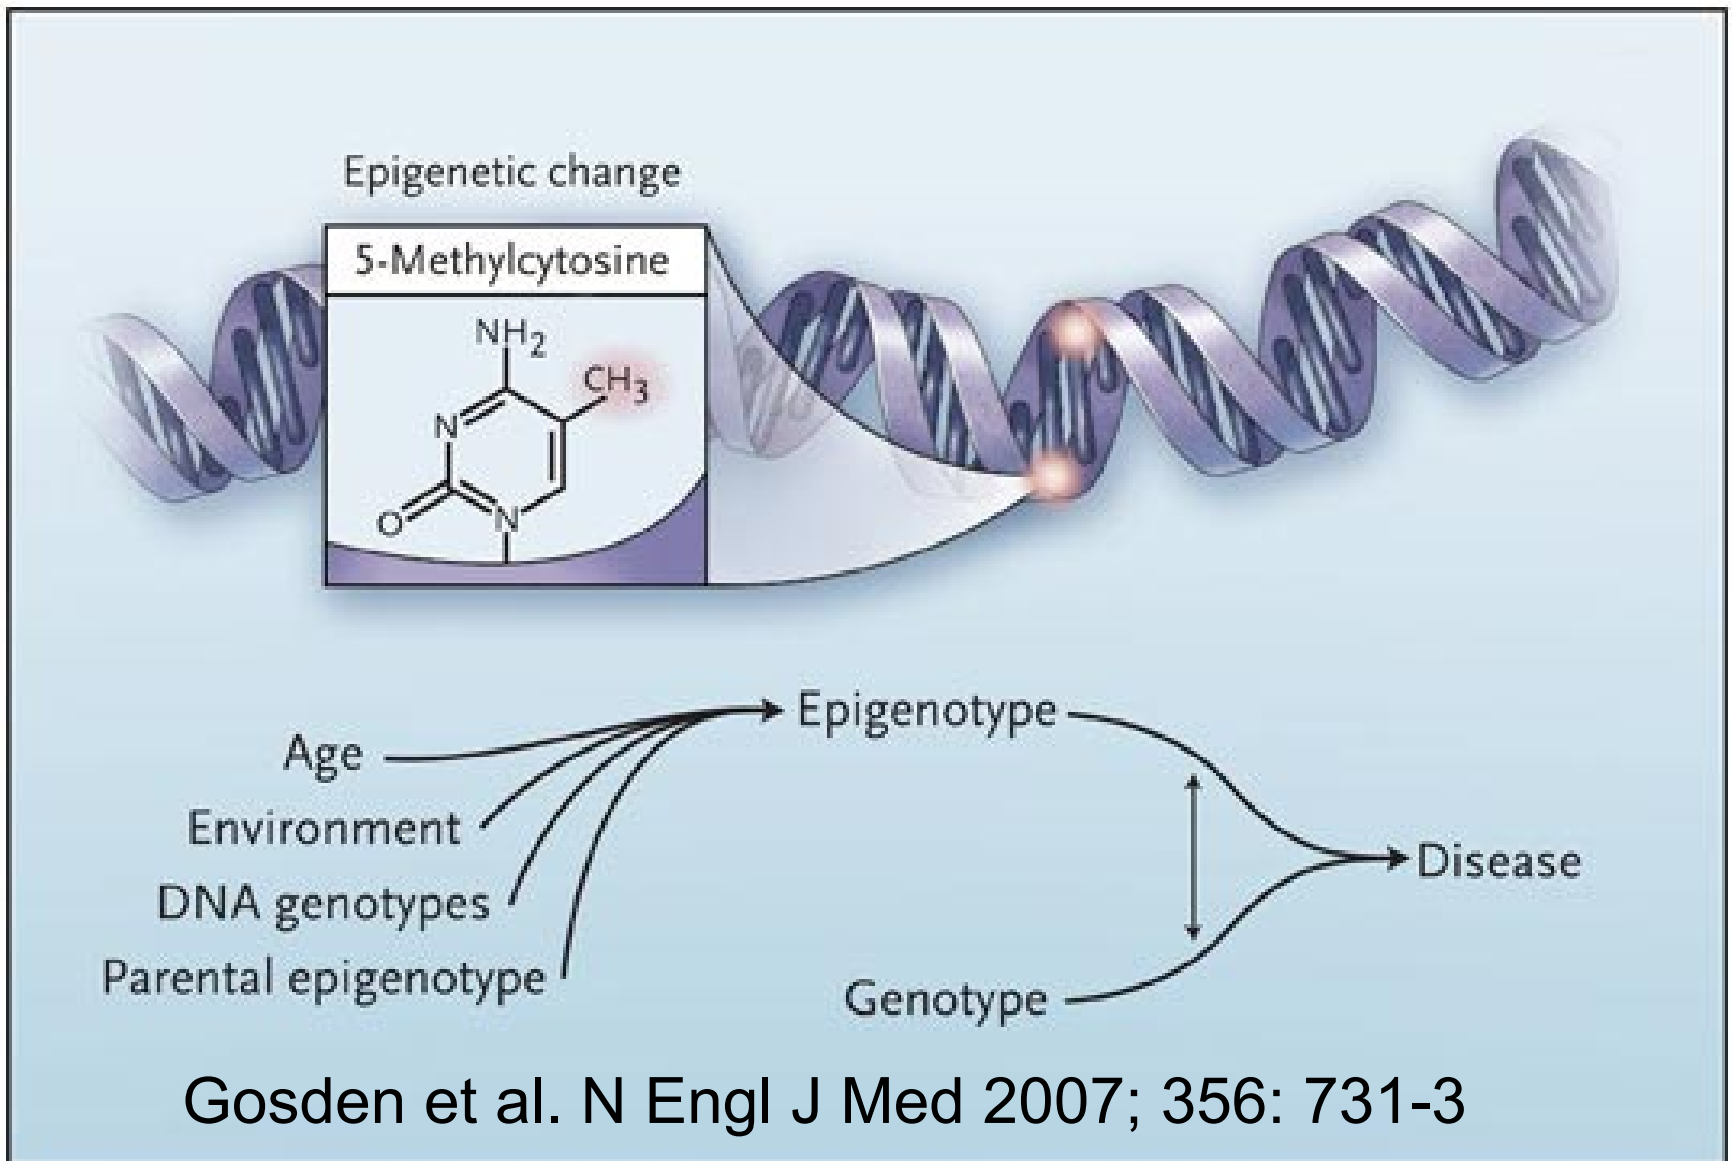 Epigenetic change
5-Methylcytosine
NH2
CH3
N
O
N
Epigenotype
Age
Environment
DNA genotypes
Parental epigenotype
Disease
Genotype
Gosden et al. N Engl J Med 2007; 356: 731-3